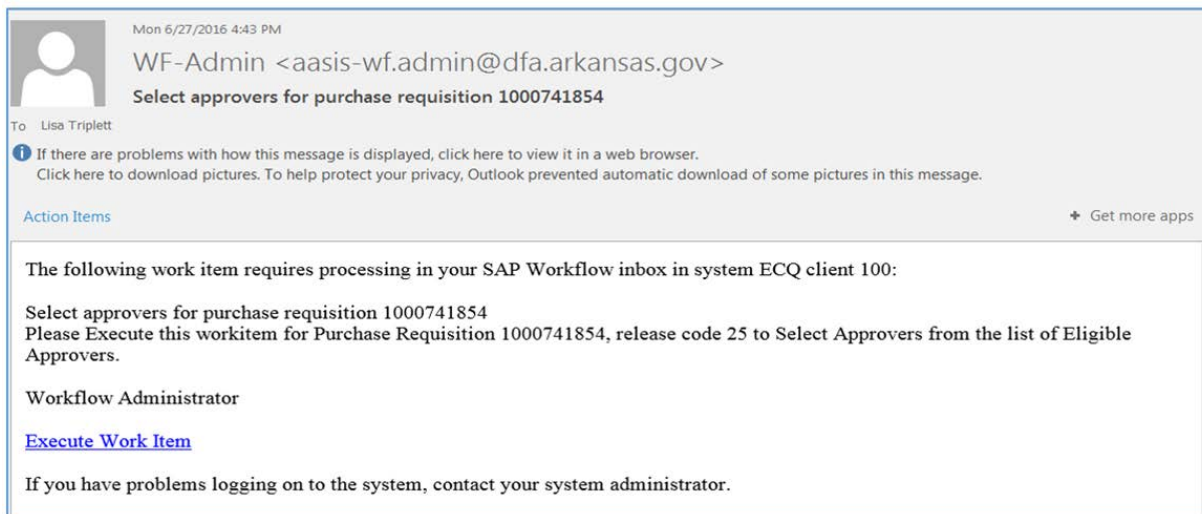 Mon 6/27/2016 4:43 PM
WF-Admin <aasis-wf.admin@dfa.arkansas.gov>
Select approvers for purchase requisition 1000741854
To Lisa Triplett
If there are problems with how this message is displayed, click here to view it in a web browser.
Click here to download pictures. To help protect your privacy, Outlook prevented automatic download of some pictures in this message.
Action Items
+ Get more apps
The following work item requires processing in your SAP Workflow inbox in system ECQ client 100:
Select approvers for purchase requisition 1000741854
Please Execute this workitem for Purchase Requisition 1000741854, release code 25 to Select Approvers from the list of Eligible
Approvers.
Workflow Administrator
Execute Work Item
If you have problems logging on to the system, contact your system administrator.